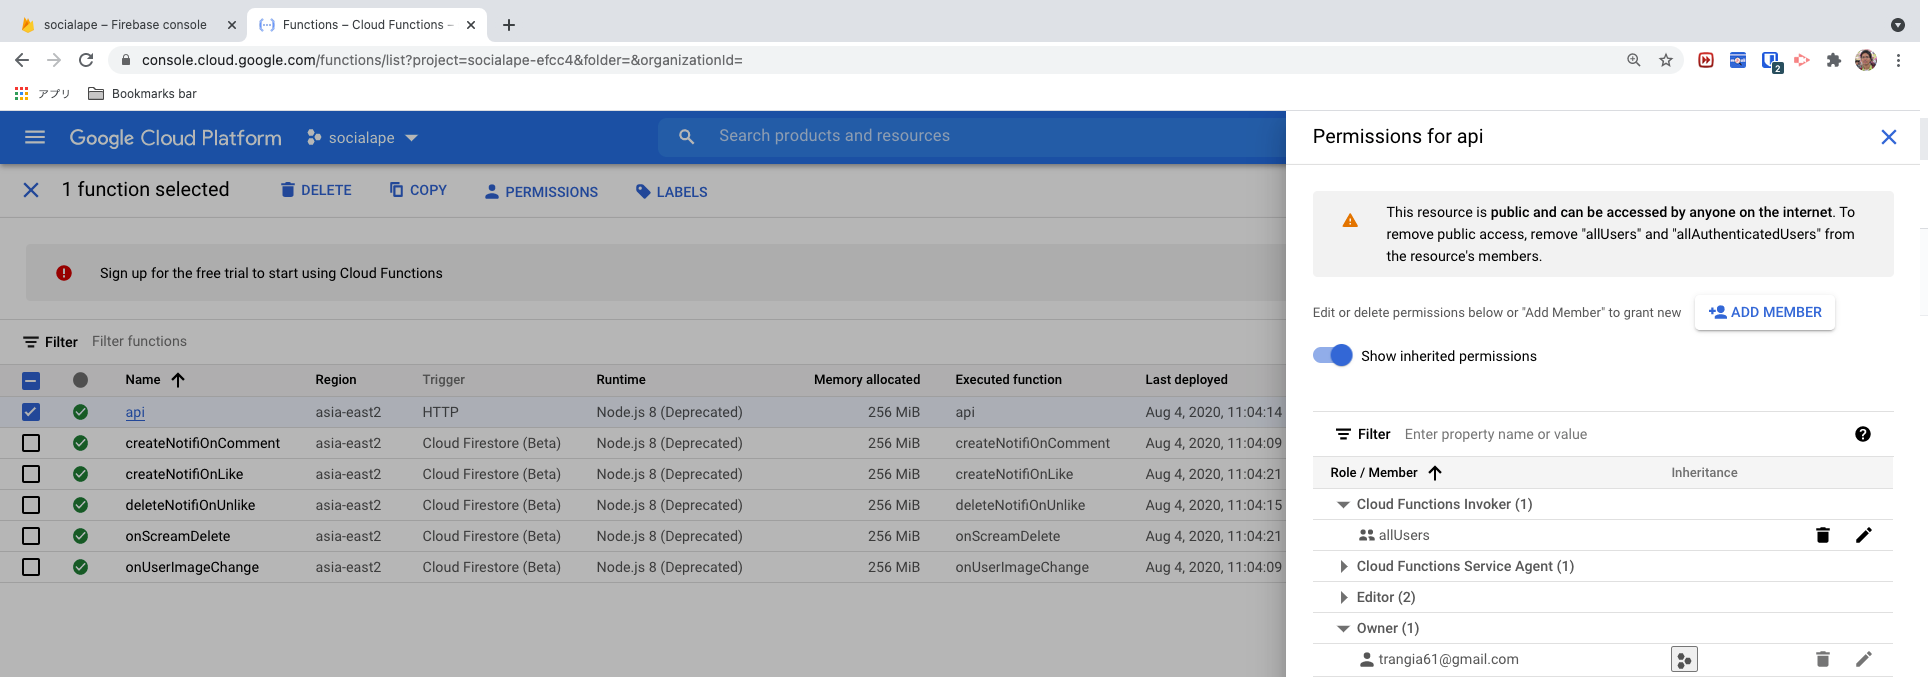 socialape – Firebase console
Functions – Cloud Functions –
console.cloud.google.com/functions/list?project=socialape-efcc4&folder=&organizationId=
2
アプリ
Bookmarks bar
Google Cloud Platform
socialape
Search products and resources
1 function selected
DELETE
COPY
PERMISSIONS
LABELS
Sign up for the free trial to start using Cloud Functions
Filter Filter functions
Name Region Trigger Runtime Memory allocated Executed function Last deployed
api asia-east2 HTTP Node.js 8 (Deprecated) 256 MiB api Aug 4, 2020, 11:04:14
createNotifiOnComment asia-east2 Cloud Firestore (Beta) Node.js 8 (Deprecated) 256 MiB createNotifiOnComment Aug 4, 2020, 11:04:09
createNotifiOnLike asia-east2 Cloud Firestore (Beta) Node.js 8 (Deprecated) 256 MiB createNotifiOnLike Aug 4, 2020, 11:04:21
deleteNotifiOnUnlike asia-east2 Cloud Firestore (Beta) Node.js 8 (Deprecated) 256 MiB deleteNotifiOnUnlike Aug 4, 2020, 11:04:15
onScreamDelete asia-east2 Cloud Firestore (Beta) Node.js 8 (Deprecated) 256 MiB onScreamDelete Aug 4, 2020, 11:04:21
onUserImageChange asia-east2 Cloud Firestore (Beta) Node.js 8 (Deprecated) 256 MiB onUserImageChange Aug 4, 2020, 11:04:09
Permissions for api
This resource is public and can be accessed by anyone on the internet. To
remove public access, remove "allUsers" and "allAuthenticatedUsers" from
the resource's members.
Edit or delete permissions below or "Add Member" to grant new
ADD MEMBER
Show inherited permissions
Filter Enter property name or value
Role / Member Inheritance
Cloud Functions Invoker (1)
allUsers
Cloud Functions Service Agent (1)
Editor (2)
Owner (1)
trangia61@gmail.com